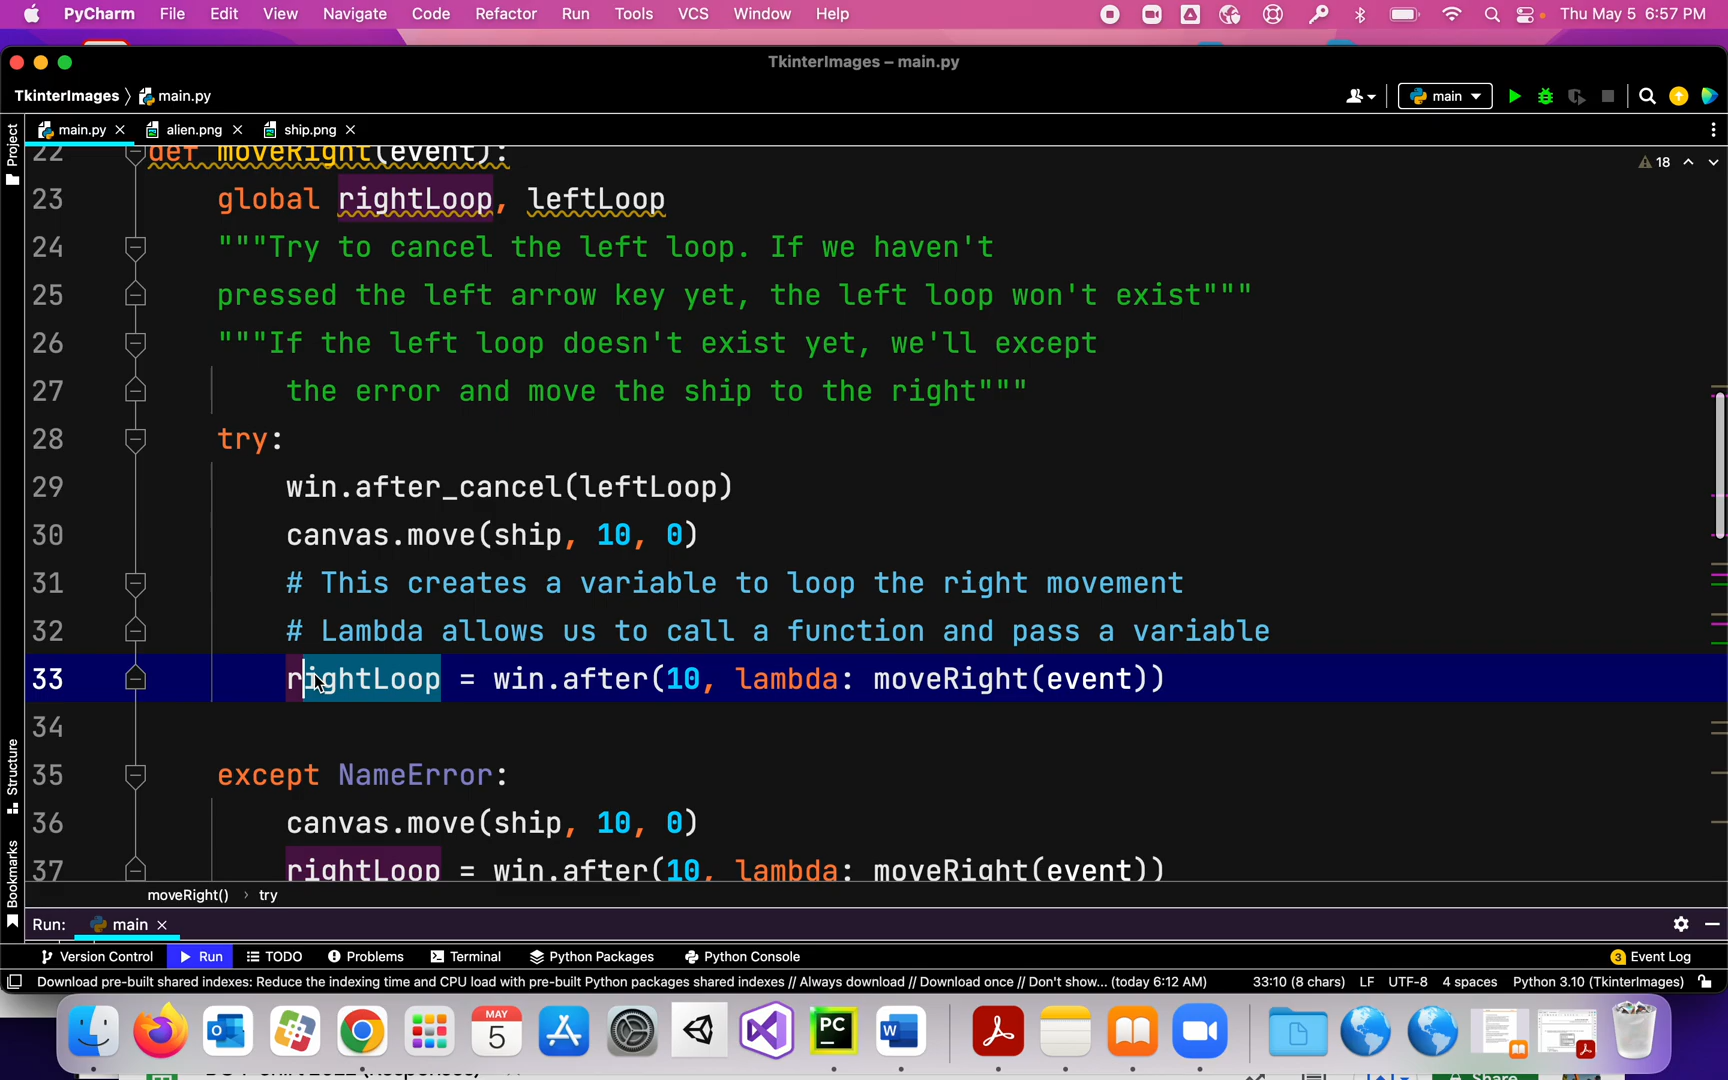 PyCharm File Edit View Navigate Code Refactor Run Tools VCS Window Help Thu May 5 6:57 PM
TkinterImages – main.py
TkinterImages main.py main
main.py alien.png ship.png
22 def moveRight(event):
18
23 global rightLoop, leftLoop
24 """Try to cancel the left loop. If we haven't
25 pressed the left arrow key yet, the left loop won't exist"""
26 """If the left loop doesn't exist yet, we'll except
27 the error and move the ship to the right"""
28 try:
29 win.after_cancel(leftLoop)
30 canvas.move(ship, 10, 0)
31 # This creates a variable to loop the right movement
32 # Lambda allows us to call a function and pass a variable
33 rightLoop = win.after(10, lambda: moveRight(event))
34
35 except NameError:
36 canvas.move(ship, 10, 0)
37 rightLoop = win.after(10, lambda: moveRight(event))
Project
Structure
Bookmarks
moveRight() › try
Run: main
Version Control Run TODO Problems Terminal Python Packages Python Console 3 Event Log
Download pre-built shared indexes: Reduce the indexing time and CPU load with pre-built Python packages shared indexes // Always download // Download once // Don't show... (today 6:12 AM) 33:10 (8 chars) LF UTF-8 4 spaces Python 3.10 (TkinterImages)
MAY
5
PC
W